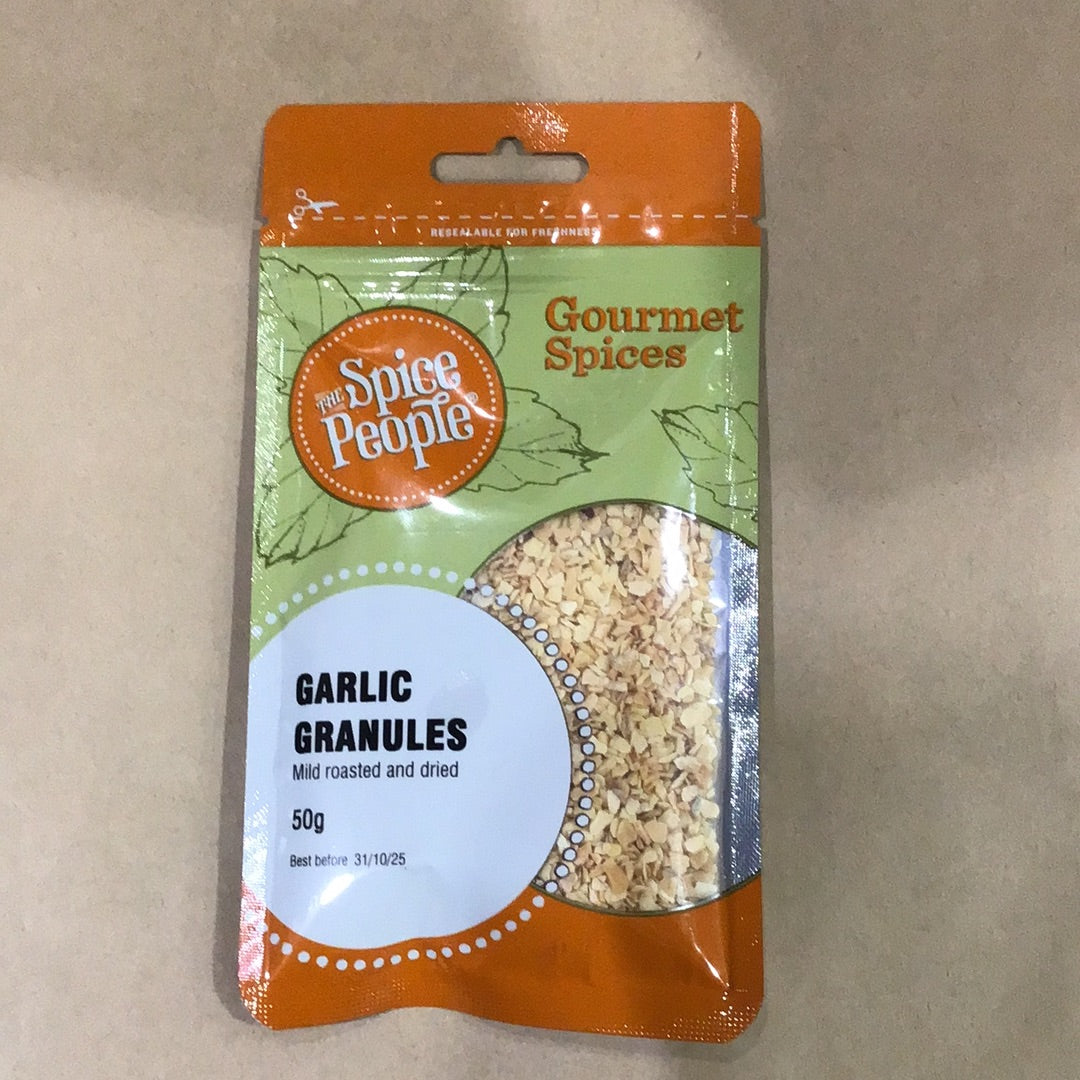 RESEALABLE FOR FRESHNESS
Gourmet
Spices
THE Spice
People®
GARLIC
GRANULES
Mild roasted and dried
50g
Best before 31/10/25